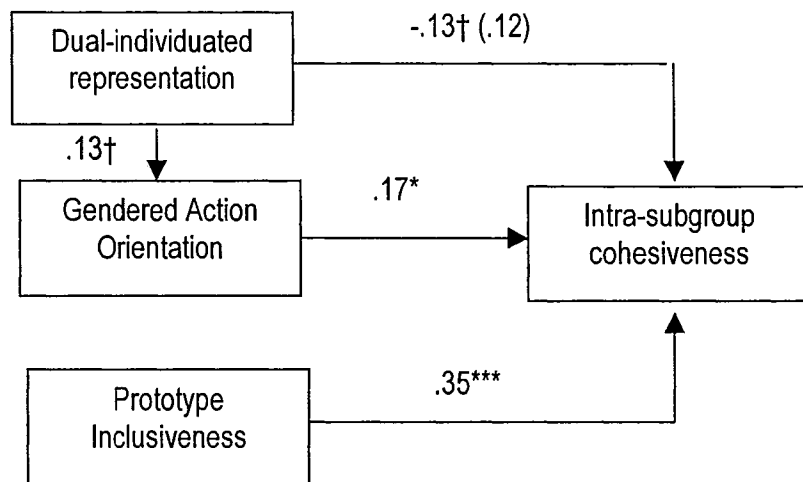 Dual-individuated
representation
-.13† (.12)
.13†
Gendered Action
Orientation
.17*
Intra-subgroup
cohesiveness
Prototype
Inclusiveness
.35***